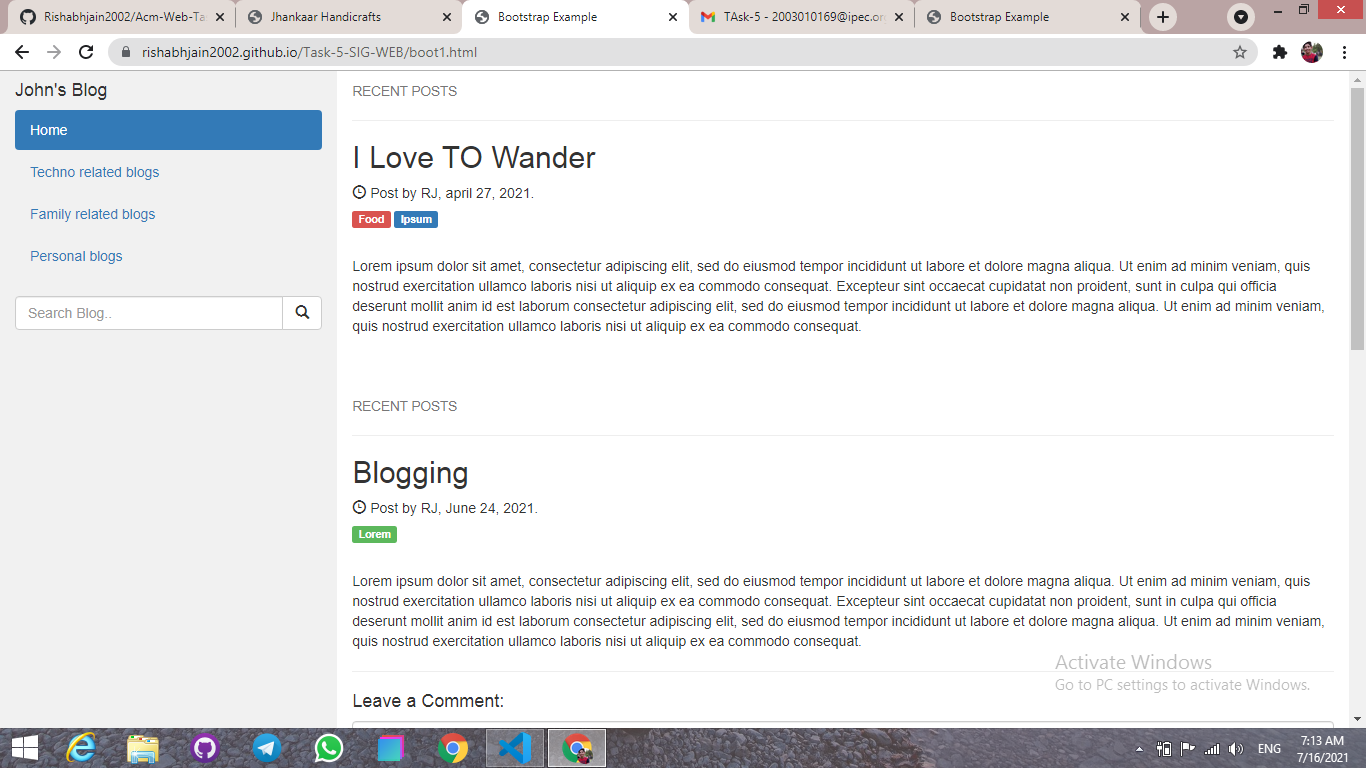 Rishabhjain2002/Acm-Web-Ta
Jhankaar Handicrafts
Bootstrap Example
TAsk-5 - 2003010169@ipec.or
Bootstrap Example
rishabhjain2002.github.io/Task-5-SIG-WEB/boot1.html
John's Blog
Home
Techno related blogs
Family related blogs
Personal blogs
Search Blog..
RECENT POSTS
I Love TO Wander
Post by RJ, april 27, 2021.
Food Ipsum
Lorem ipsum dolor sit amet, consectetur adipiscing elit, sed do eiusmod tempor incididunt ut labore et dolore magna aliqua. Ut enim ad minim veniam, quis
nostrud exercitation ullamco laboris nisi ut aliquip ex ea commodo consequat. Excepteur sint occaecat cupidatat non proident, sunt in culpa qui officia
deserunt mollit anim id est laborum consectetur adipiscing elit, sed do eiusmod tempor incididunt ut labore et dolore magna aliqua. Ut enim ad minim veniam,
quis nostrud exercitation ullamco laboris nisi ut aliquip ex ea commodo consequat.
RECENT POSTS
Blogging
Post by RJ, June 24, 2021.
Lorem
Lorem ipsum dolor sit amet, consectetur adipiscing elit, sed do eiusmod tempor incididunt ut labore et dolore magna aliqua. Ut enim ad minim veniam, quis
nostrud exercitation ullamco laboris nisi ut aliquip ex ea commodo consequat. Excepteur sint occaecat cupidatat non proident, sunt in culpa qui officia
deserunt mollit anim id est laborum consectetur adipiscing elit, sed do eiusmod tempor incididunt ut labore et dolore magna aliqua. Ut enim ad minim veniam,
quis nostrud exercitation ullamco laboris nisi ut aliquip ex ea commodo consequat.
Activate Windows
Go to PC settings to activate Windows.
Leave a Comment:
ENG
7:13 AM
7/16/2021